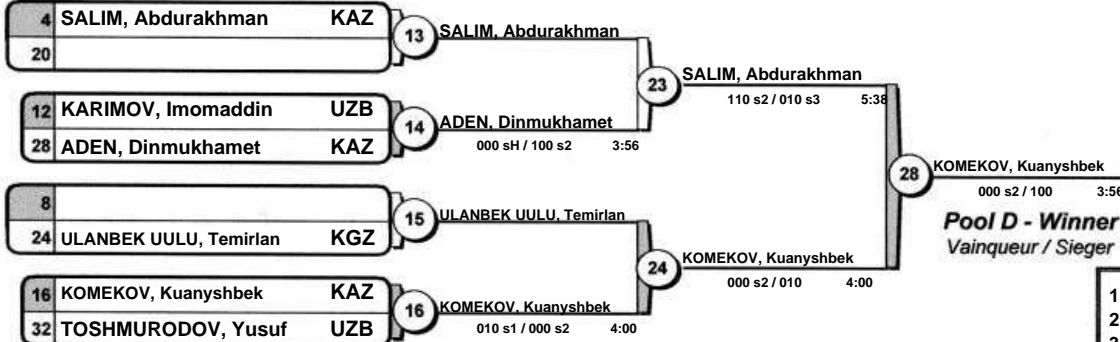 4 SALIM, Abdurakhman KAZ
20
13
SALIM, Abdurakhman
12 KARIMOV, Imomaddin UZB
28 ADEN, Dinmukhamet KAZ
14
ADEN, Dinmukhamet
000 sH / 100 s2 3:56
23
SALIM, Abdurakhman
110 s2 / 010 s3 5:38
8
24 ULANBEK UULU, Temirlan KGZ
15
ULANBEK UULU, Temirlan
16 KOMEKOV, Kuanyshbek KAZ
32 TOSHMURODOV, Yusuf UZB
16
KOMEKOV, Kuanyshbek
010 s1 / 000 s2 4:00
24
KOMEKOV, Kuanyshbek
000 s2 / 010 4:00
28
KOMEKOV, Kuanyshbek
000 s2 / 100 3:56
Pool D - Winner
Vainqueur / Sieger
1
2